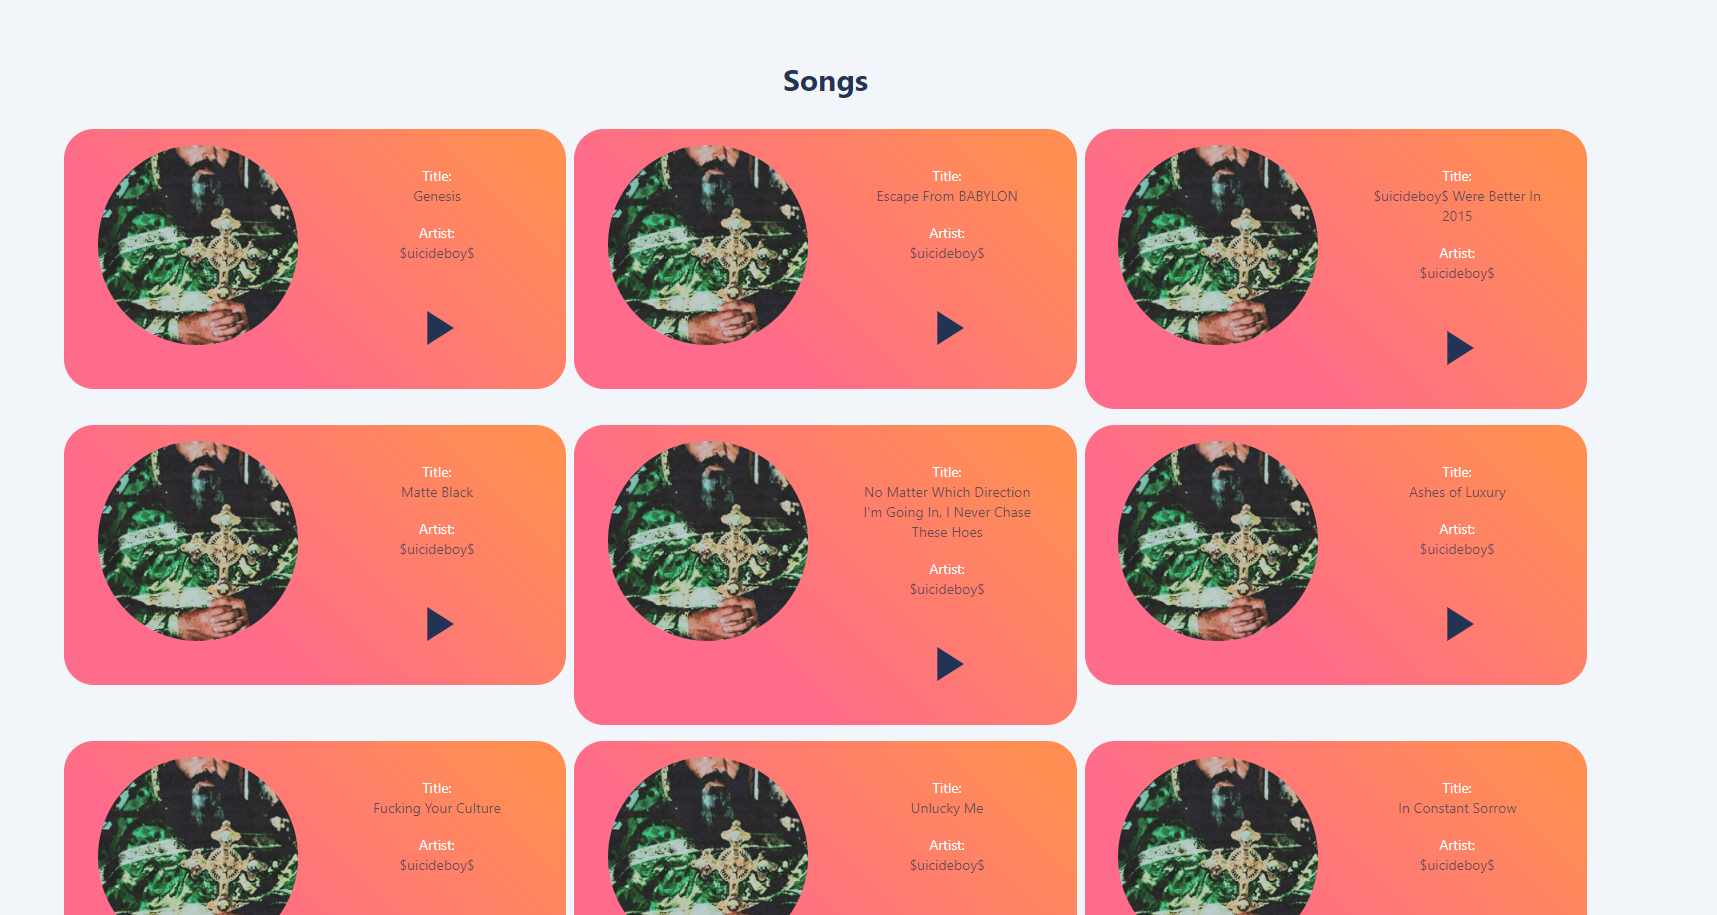 Songs
Title:
Genesis
Artist:
$uicideboy$
Title:
Escape From BABYLON
Artist:
$uicideboy$
Title:
$uicideboy$ Were Better In
2015
Artist:
$uicideboy$
Title:
Matte Black
Artist:
$uicideboy$
Title:
No Matter Which Direction
I'm Going In, I Never Chase
These Hoes
Artist:
$uicideboy$
Title:
Ashes of Luxury
Artist:
$uicideboy$
Title:
Fucking Your Culture
Artist:
$uicideboy$
Title:
Unlucky Me
Artist:
$uicideboy$
Title:
In Constant Sorrow
Artist:
$uicideboy$